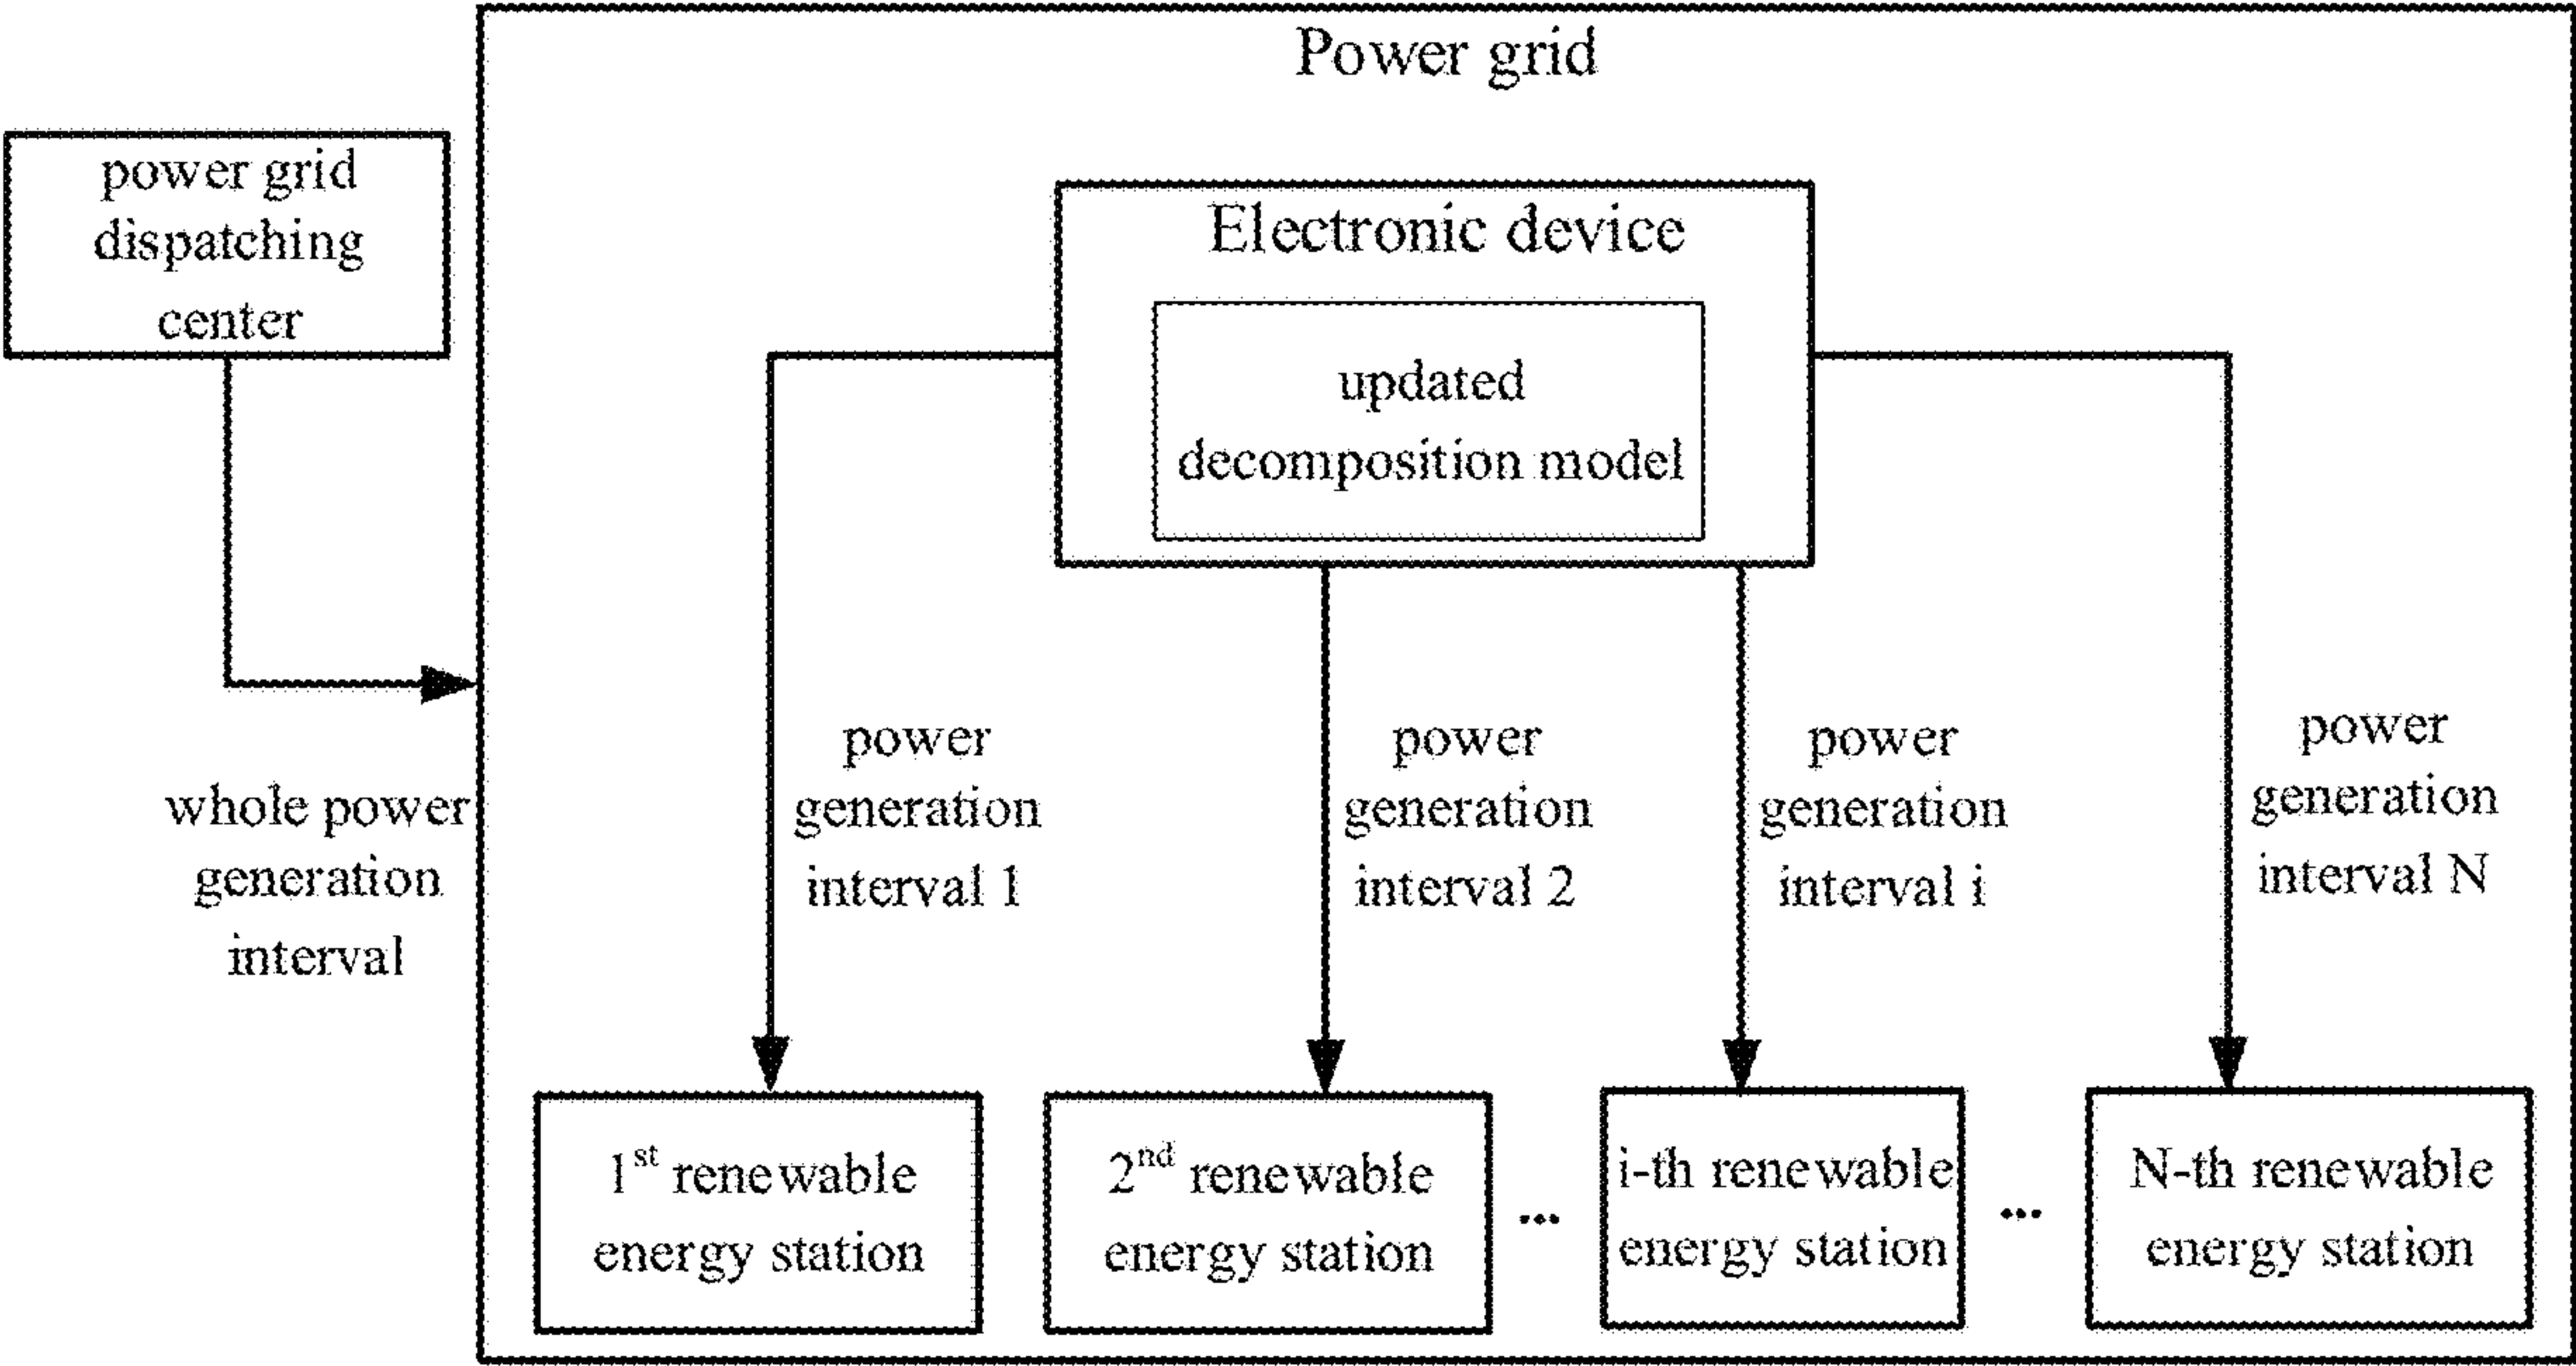 Power grid
power grid
dispatching
center
Electronic device
updated
decomposition model
whole power
generation
interval
power
generation
interval 1
power
generation
interval 2
power
generation
interval i
power
generation
interval N
1st renewable
energy station
2nd renewable
energy station
...
i-th renewable
energy station
...
N-th renewable
energy station